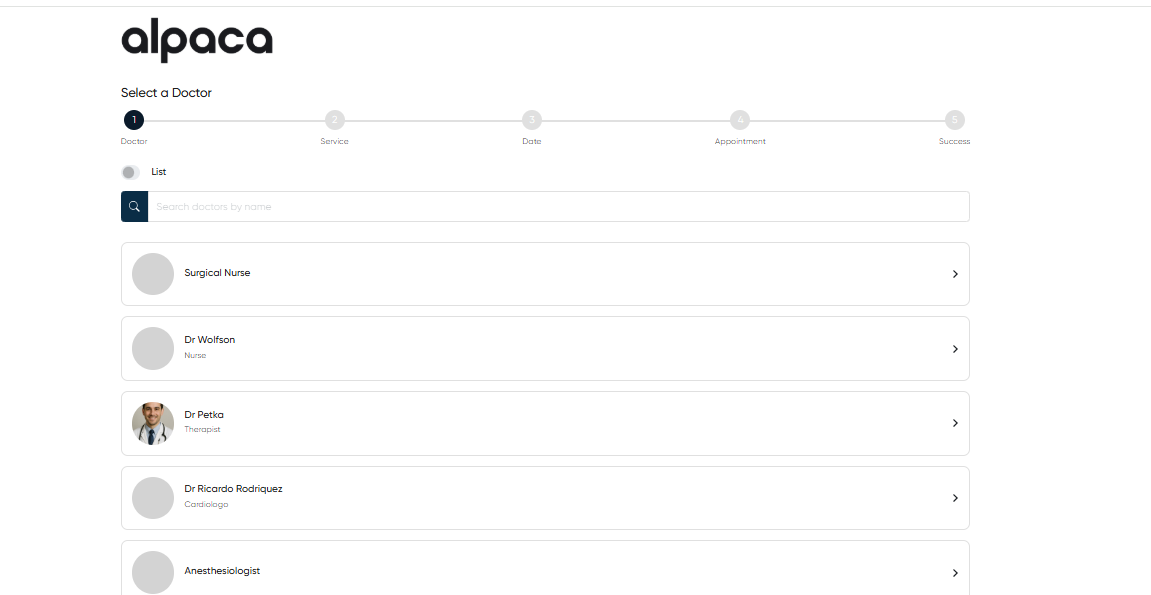 alpaca
Select a Doctor
1 2 3 4 5
Doctor Service Date Appointment Success
List
Search doctors by name
Surgical Nurse
Dr Wolfson
Nurse
Dr Petka
Therapist
Dr Ricardo Rodriquez
Cardiologo
Anesthesiologist